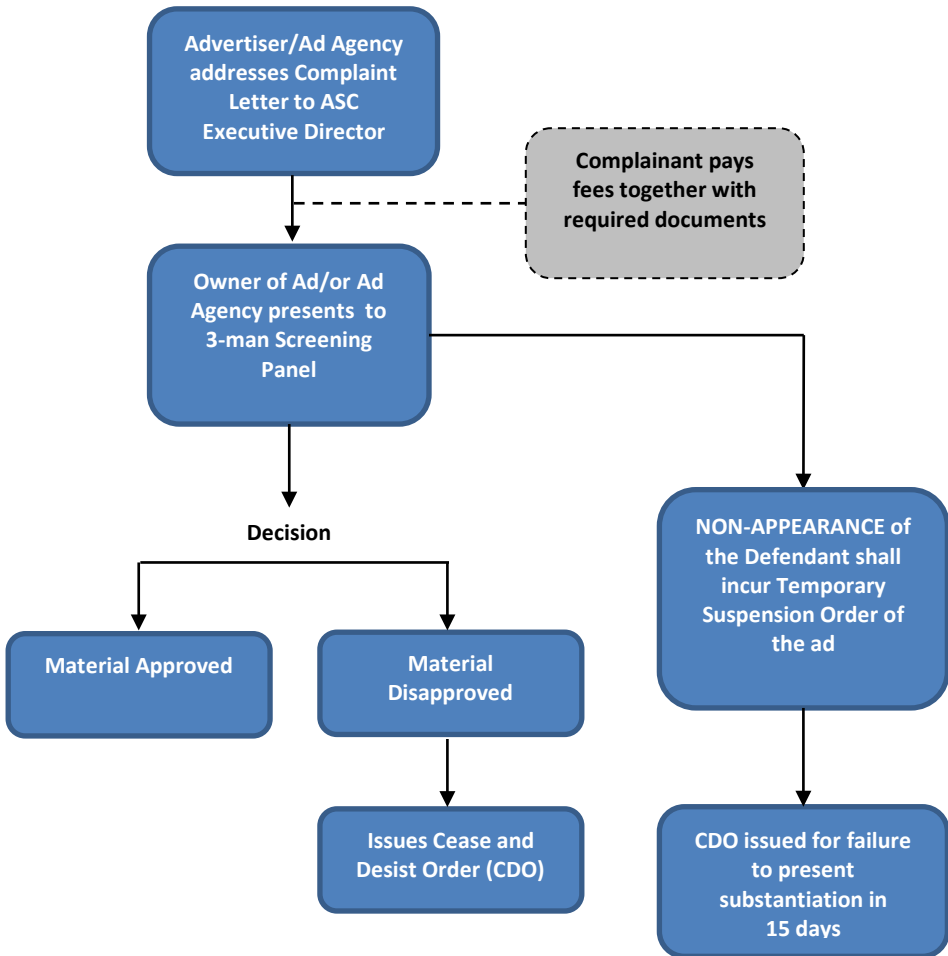 Advertiser/Ad Agency
addresses Complaint
Letter to ASC
Executive Director
Complainant pays
fees together with
required documents
Owner of Ad/or Ad
Agency presents to
3-man Screening
Panel
Decision
NON-APPEARANCE of
the Defendant shall
incur Temporary
Suspension Order of
the ad
Material Approved
Material
Disapproved
Issues Cease and
Desist Order (CDO)
CDO issued for failure
to present
substantiation in
15 days